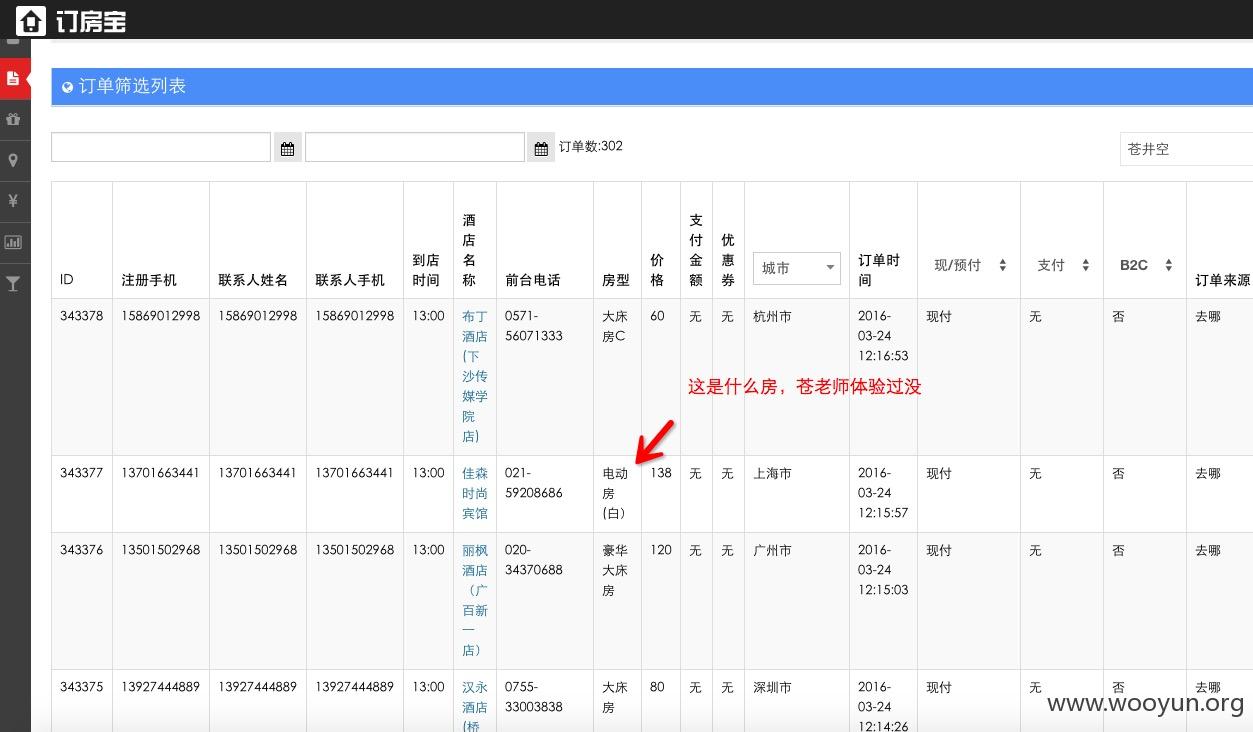 订房宝
订单筛选列表
订单数:302
苍井空
ID 注册手机 联系人姓名 联系人手机 到店时间 酒店名称 前台电话 房型 价格 支付金额 优惠券 城市 订单时间 现/预付 支付 B2C 订单来源
343378 15869012998 15869012998 15869012998 13:00 布丁酒店(下沙传媒学院店) 0571-56071333 大床房C 60 无 无 杭州市 2016-03-24 12:16:53 现付 无 否 去哪
这是什么房，苍老师体验过没
343377 13701663441 13701663441 13701663441 13:00 佳森时尚宾馆 021-59208686 电动房(白) 138 无 无 上海市 2016-03-24 12:15:57 现付 无 否 去哪
343376 13501502968 13501502968 13501502968 13:00 丽枫酒店（广百新一店） 020-34370688 豪华大床房 120 无 无 广州市 2016-03-24 12:15:03 现付 无 否 去哪
343375 13927444889 13927444889 13927444889 13:00 汉永酒店(桥 0755-33003838 大床房 80 无 无 深圳市 2016-03-24 12:14:26 现付 无 否 去哪
www.wooyun.org